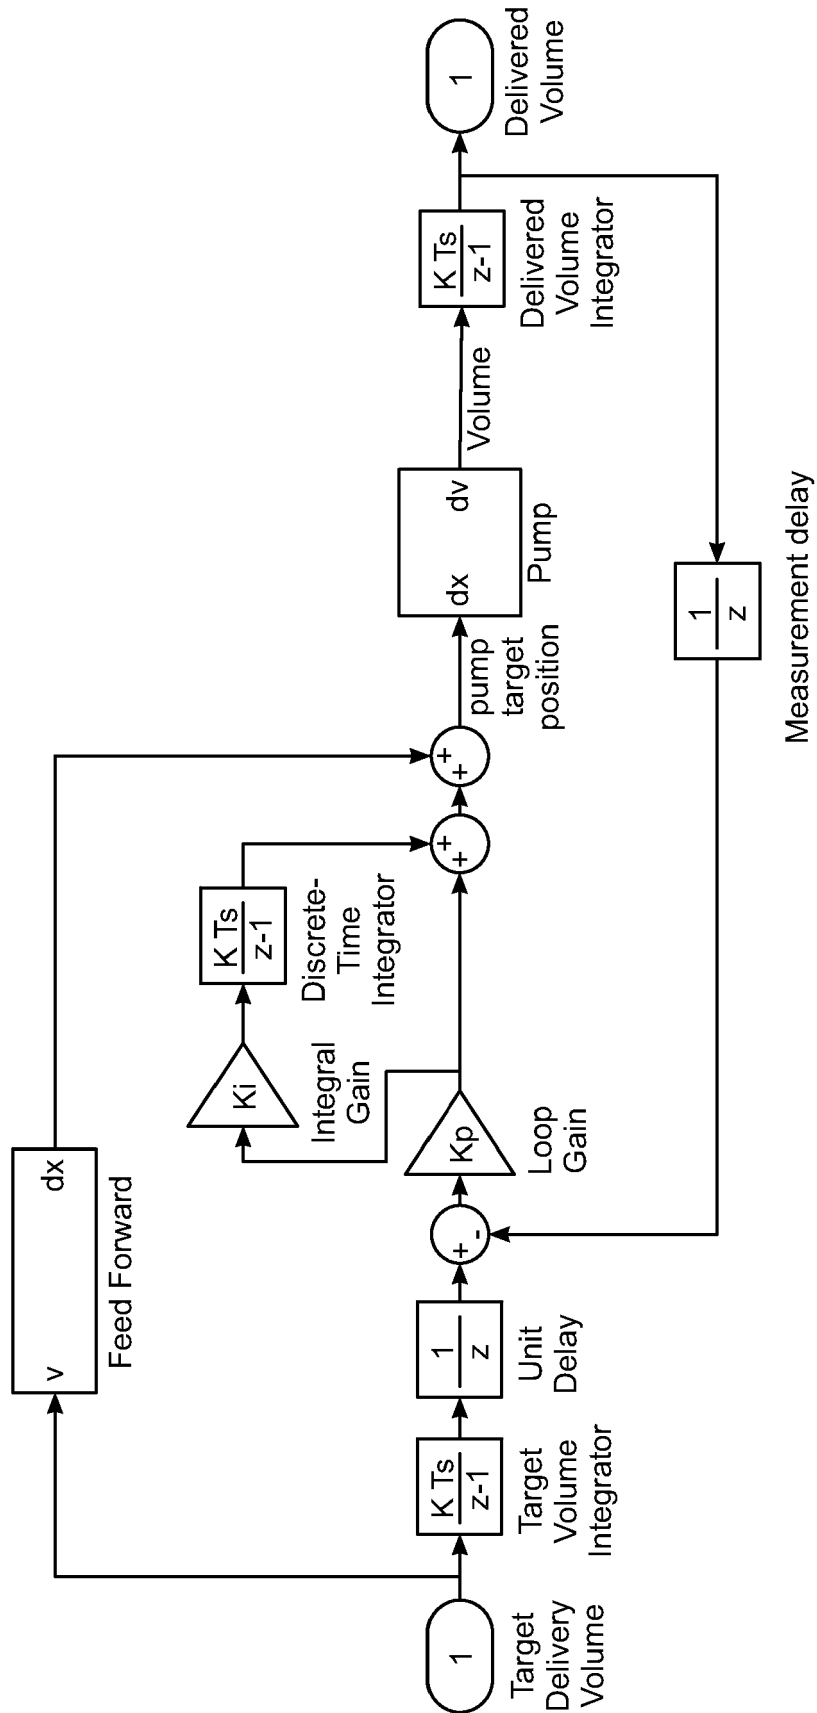 v
dx
Feed Forward
Ki
Integral
Gain
K Ts
z-1
Discrete-
Time
Integrator
1
Target
Delivery
Volume
K Ts
z-1
Target
Volume
Integrator
1
z
Unit
Delay
+
-
Kp
Loop
Gain
+
+
+
+
pump
target
position
dx
dv
Pump
Volume
K Ts
z-1
Delivered
Volume
Integrator
1
Delivered
Volume
1
z
Measurement delay